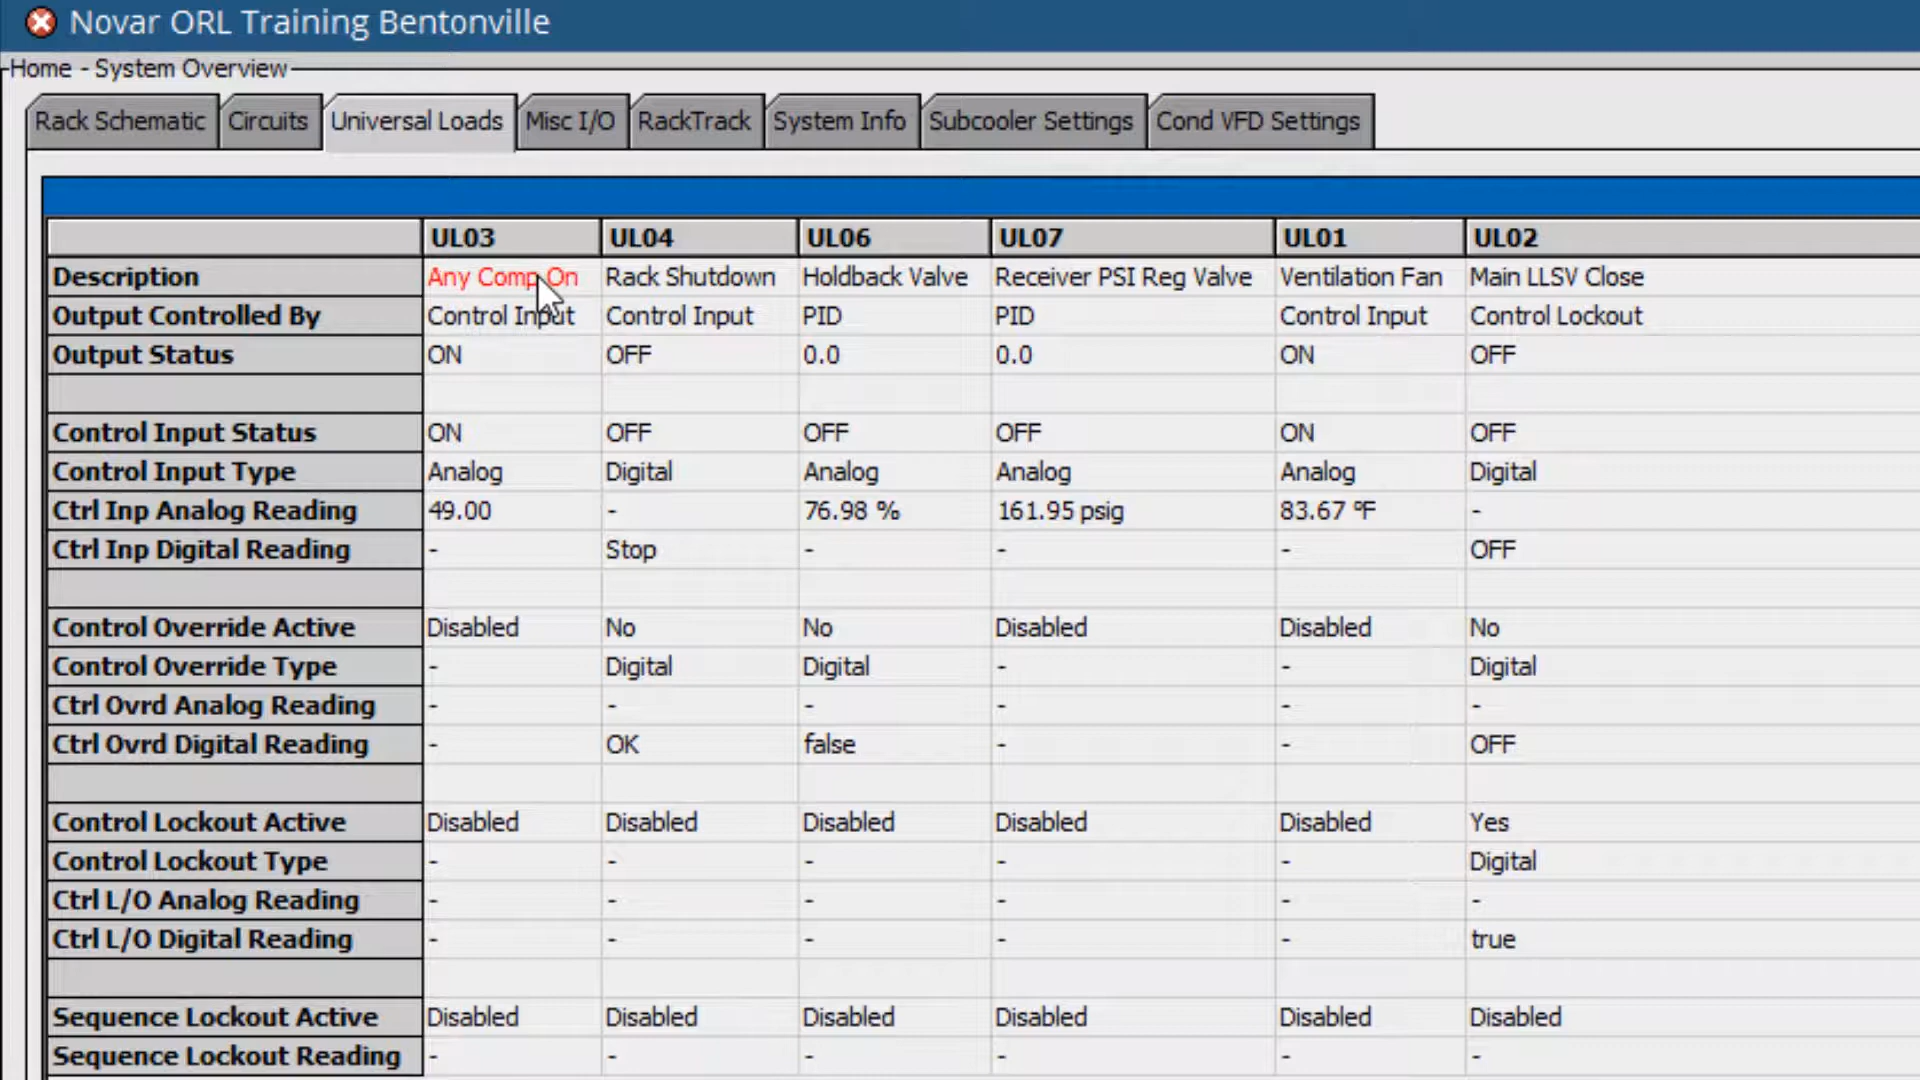 Novar ORL Training Bentonville
Home - System Overview
Rack Schematic Circuits Universal Loads Misc I/O RackTrack System Info Subcooler Settings Cond VFD Settings
UL03 UL04 UL06 UL07 UL01 UL02
Description Any Comp On Rack Shutdown Holdback Valve Receiver PSI Reg Valve Ventilation Fan Main LLSV Close
Output Controlled By Control Input Control Input PID PID Control Input Control Lockout
Output Status ON OFF 0.0 0.0 ON OFF
Control Input Status ON OFF OFF OFF ON OFF
Control Input Type Analog Digital Analog Analog Analog Digital
Ctrl Inp Analog Reading 49.00 - 76.98 % 161.95 psig 83.67 ºF -
Ctrl Inp Digital Reading - Stop - - - OFF
Control Override Active Disabled No No Disabled Disabled No
Control Override Type - Digital Digital - - Digital
Ctrl Ovrd Analog Reading - - - - - -
Ctrl Ovrd Digital Reading - OK false - - OFF
Control Lockout Active Disabled Disabled Disabled Disabled Disabled Yes
Control Lockout Type - - - - - Digital
Ctrl L/O Analog Reading - - - - - -
Ctrl L/O Digital Reading - - - - - true
Sequence Lockout Active Disabled Disabled Disabled Disabled Disabled Disabled
Sequence Lockout Reading - - - - - -